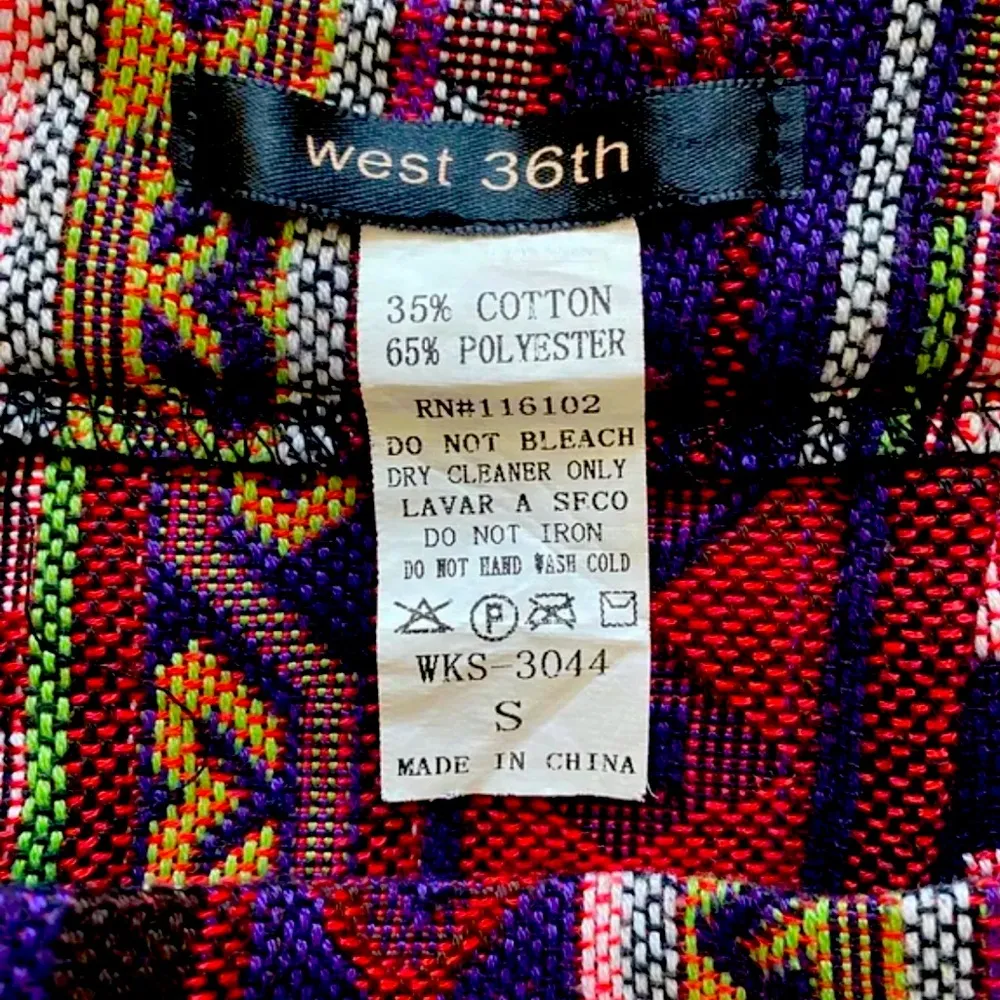 west 36th
35% COTTON
65% POLYESTER
RN#116102
DO NOT BLEACH
DRY CLEANER ONLY
LAVAR A SFCO
DO NOT IRON
DO NOT HAND WASH COLD
P
WKS-3044
S
MADE IN CHINA